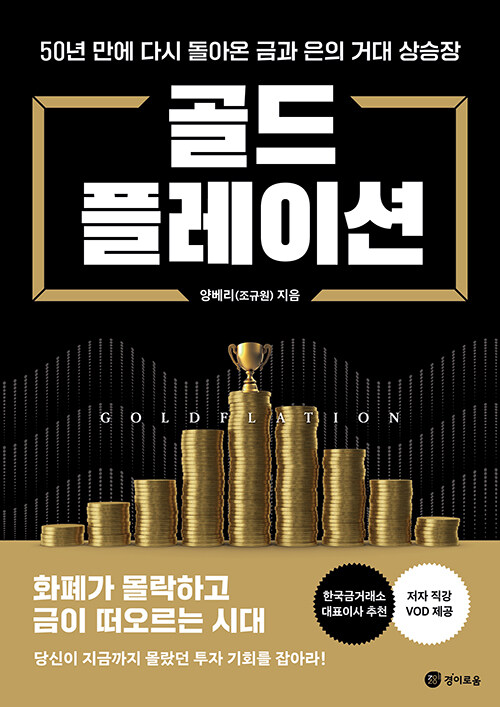 50년 만에 다시 돌아온 금과 은의 거대 상승장
골드
플레이션
양베리(조규원) 지음
GOLDFLATION
화폐가 몰락하고
금이 떠오르는 시대
당신이 지금까지 몰랐던 투자 기회를 잡아라!
한국금거래소
대표이사 추천
저자 직강
VOD 제공
경이로움